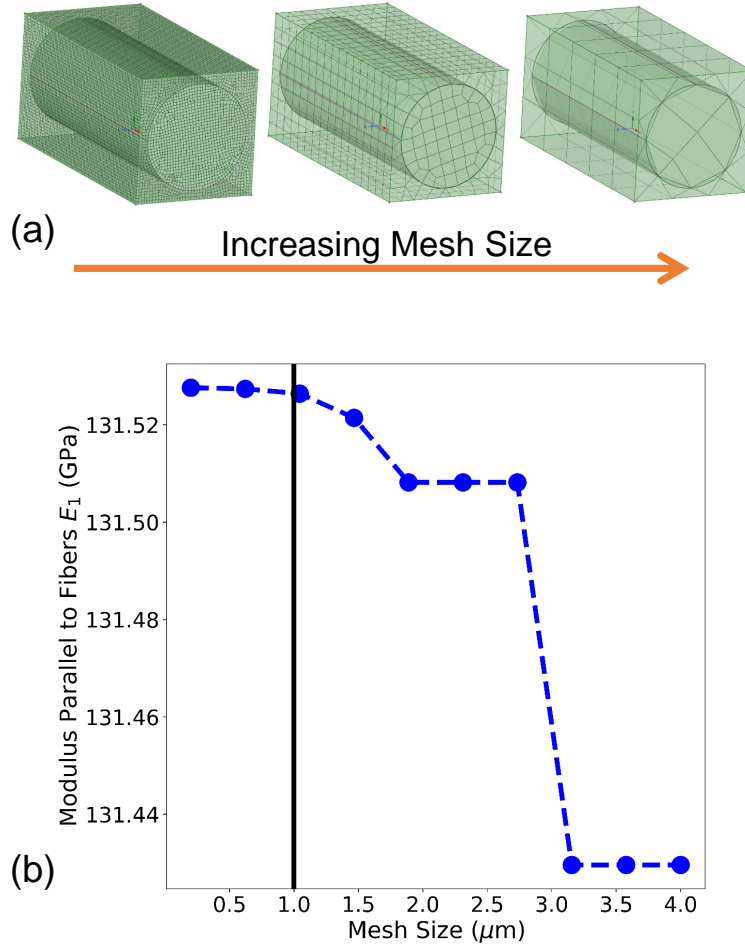 (a)
Increasing Mesh Size
Modulus Parallel to Fibers E₁ (GPa)
131.52
131.50
131.48
131.46
131.44
(b)
0.5
1.0
1.5
2.0
2.5
3.0
3.5
4.0
Mesh Size (μm)